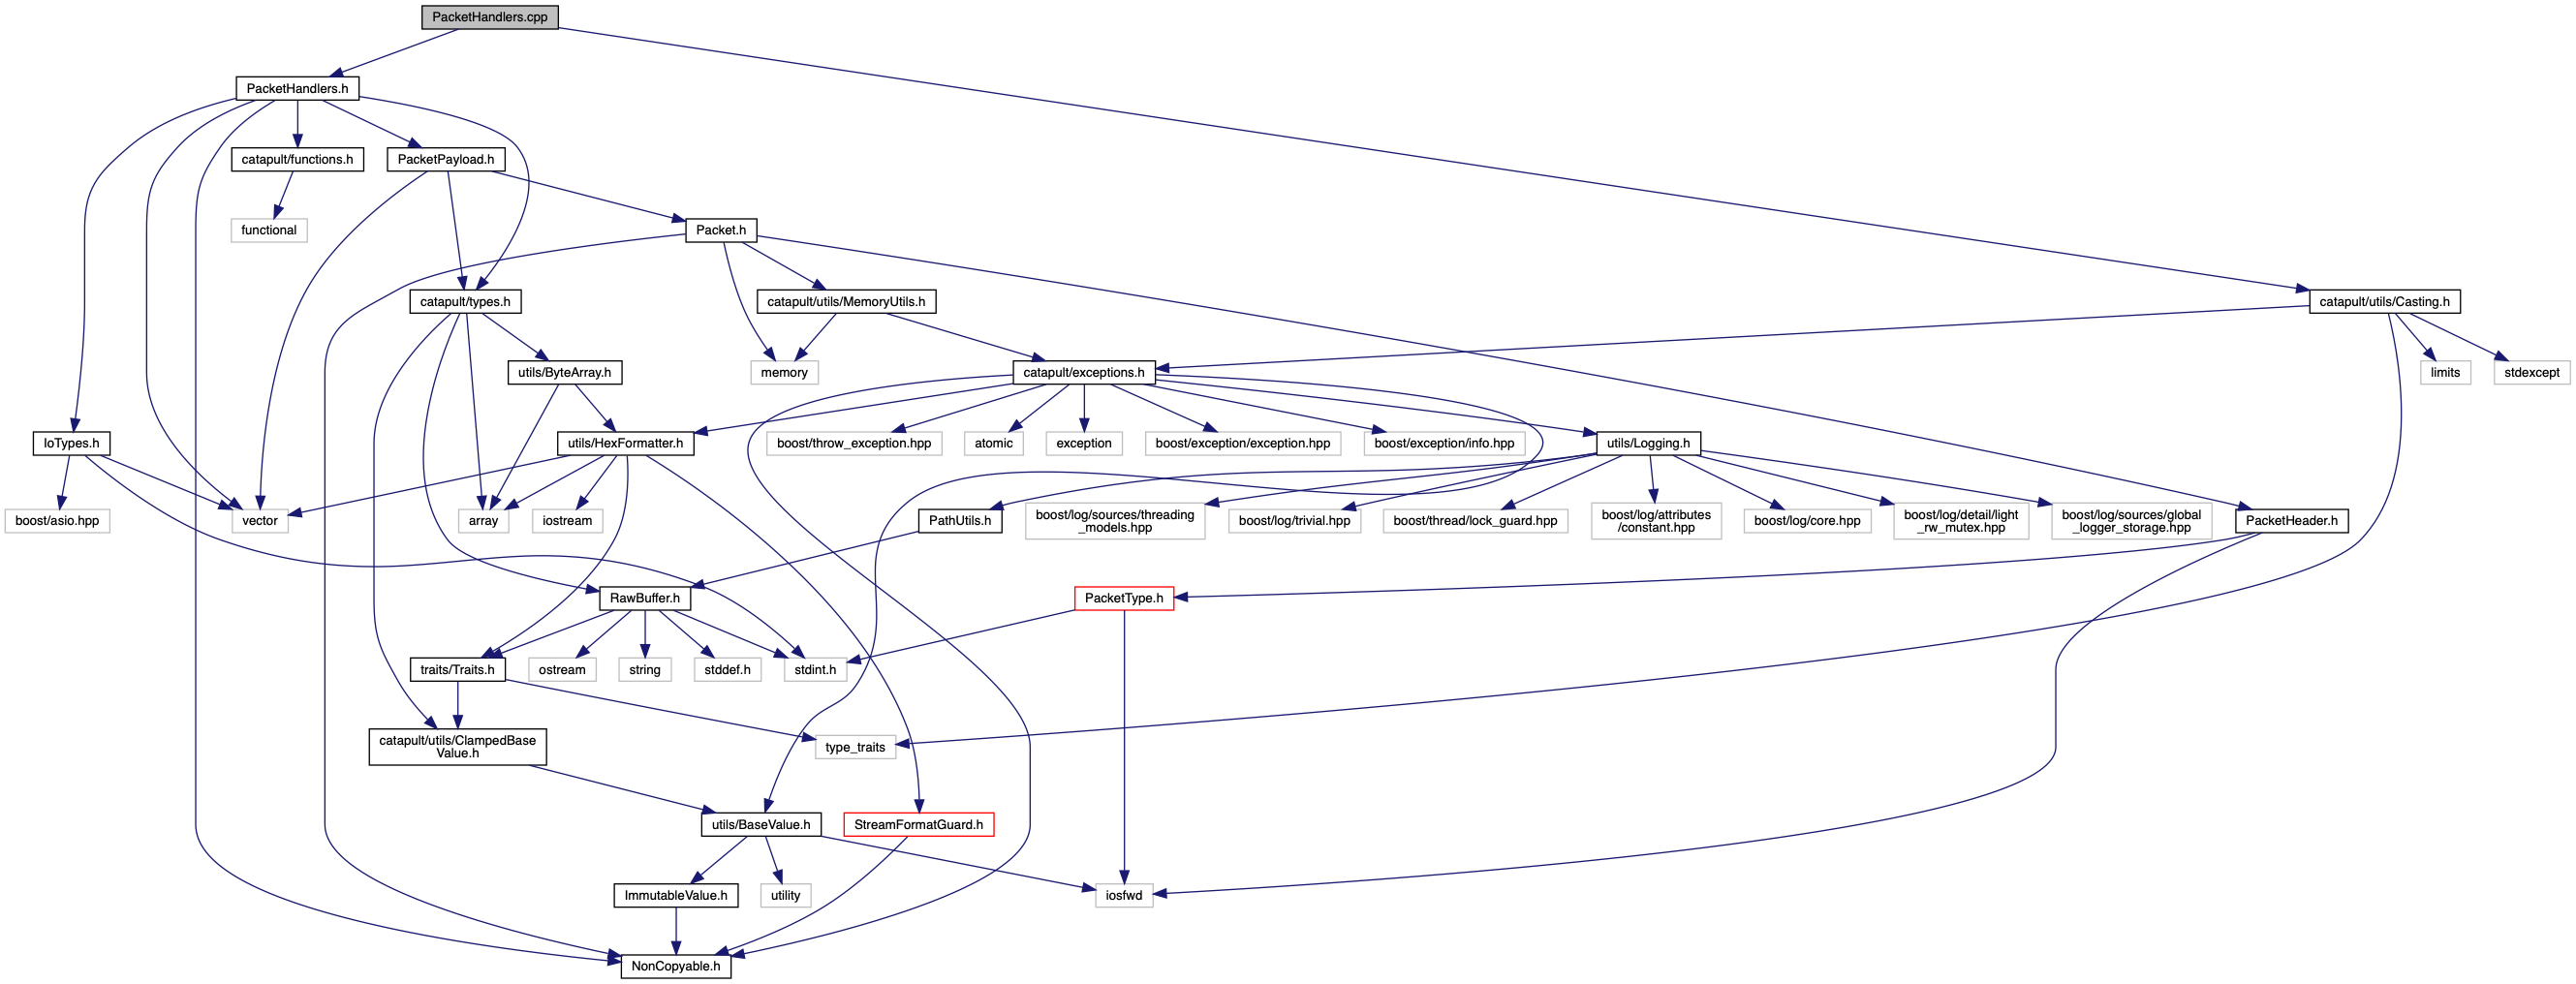 PacketHandlers.cpp
PacketHandlers.h
catapult/functions.h
PacketPayload.h
functional
Packet.h
catapult/types.h
catapult/utils/MemoryUtils.h
catapult/utils/Casting.h
utils/ByteArray.h
memory
catapult/exceptions.h
limits
stdexcept
IoTypes.h
utils/HexFormatter.h
boost/throw_exception.hpp
atomic
exception
boost/exception/exception.hpp
boost/exception/info.hpp
utils/Logging.h
boost/asio.hpp
vector
array
iostream
PathUtils.h
boost/log/sources/threading
_models.hpp
boost/log/trivial.hpp
boost/thread/lock_guard.hpp
boost/log/attributes
/constant.hpp
boost/log/core.hpp
boost/log/detail/light
_rw_mutex.hpp
boost/log/sources/global
_logger_storage.hpp
PacketHeader.h
RawBuffer.h
PacketType.h
traits/Traits.h
ostream
string
stddef.h
stdint.h
catapult/utils/ClampedBase
Value.h
type_traits
utils/BaseValue.h
StreamFormatGuard.h
ImmutableValue.h
utility
iosfwd
NonCopyable.h